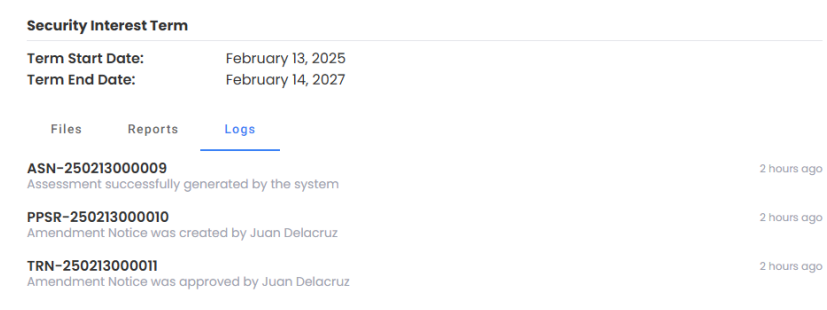 Security Interest Term
Term Start Date: February 13, 2025
Term End Date: February 14, 2027
Files Reports Logs
ASN-250213000009 2 hours ago
Assessment successfully generated by the system
PPSR-250213000010 2 hours ago
Amendment Notice was created by Juan Delacruz
TRN-250213000011 2 hours ago
Amendment Notice was approved by Juan Delacruz